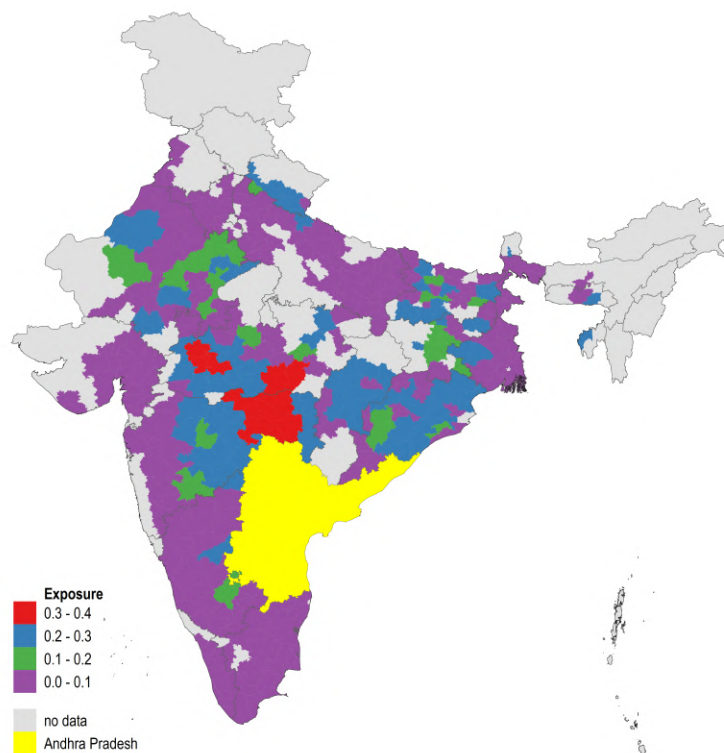 Exposure
0.3 - 0.4
0.2 - 0.3
0.1 - 0.2
0.0 - 0.1
no data
Andhra Pradesh